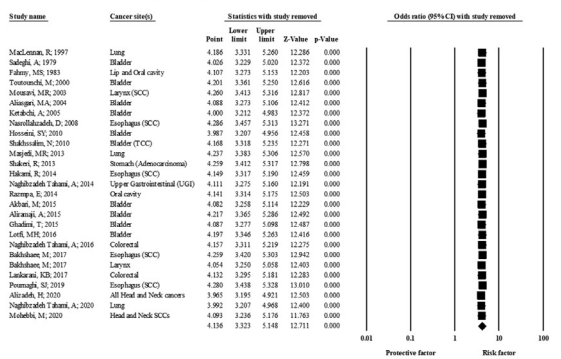 Study name Cancer site(s) Statistics with study removed Odds ratio (95%CI) with study removed
Lower Upper
Point limit limit Z-Value p-Value
MacLennan, R; 1997 Lung 4.186 3.331 5.260 12.286 0.000
Sadeghi, A; 1979 Bladder 4.026 3.229 5.020 12.372 0.000
Fahmy, MS; 1983 Lip and Oral cavity 4.107 3.273 5.153 12.203 0.000
Toutounchi, M; 2000 Bladder 4.201 3.361 5.250 12.616 0.000
Mousavi, MR; 2003 Larynx (SCC) 4.260 3.413 5.316 12.817 0.000
Aliasgari, MA; 2004 Bladder 4.088 3.273 5.106 12.412 0.000
Ketabchi, A; 2005 Bladder 4.000 3.212 4.983 12.372 0.000
Nasrollahzadeh, D; 2008 Esophagus (SCC) 4.286 3.457 5.313 13.271 0.000
Hosseini, SY; 2010 Bladder 3.987 3.207 4.956 12.458 0.000
Shakhssalim, N; 2010 Bladder (TCC) 4.168 3.318 5.235 12.271 0.000
Masjedi, MR; 2013 Lung 4.237 3.383 5.306 12.570 0.000
Shakeri, R; 2013 Stomach (Adenocarcinoma) 4.259 3.412 5.317 12.798 0.000
Hakami, R; 2014 Esophagus (SCC) 4.149 3.317 5.190 12.459 0.000
Naghibzadeh Tahami, A; 2014 Upper Gastrointestinal (UGI) 4.111 3.275 5.160 12.191 0.000
Razmpa, E; 2014 Oral cavity 4.141 3.314 5.175 12.503 0.000
Akbari, M; 2015 Bladder 4.082 3.258 5.114 12.229 0.000
Aliramaji, A; 2015 Bladder 4.217 3.365 5.286 12.492 0.000
Ghadimi, T; 2015 Bladder 4.087 3.277 5.098 12.487 0.000
Lotfi, MH; 2016 Bladder 4.197 3.346 5.263 12.416 0.000
Naghibzadeh Tahami, A; 2016 Colorectal 4.157 3.311 5.219 12.275 0.000
Bakhshaee, M; 2017 Esophagus (SCC) 4.259 3.420 5.303 12.942 0.000
Bakhshaee, M; 2017 Larynx 4.054 3.250 5.058 12.403 0.000
Lankarani, KB; 2017 Colorectal 4.132 3.295 5.181 12.283 0.000
Pournaghi, SJ; 2019 Esophagus (SCC) 4.280 3.438 5.328 13.010 0.000
Alizadeh, H; 2020 All Head and Neck cancers 3.965 3.195 4.921 12.503 0.000
Naghibzadeh Tahami, A; 2020 Lung 3.992 3.207 4.968 12.400 0.000
Mohebbi, M; 2020 Head and Neck SCCs 4.093 3.236 5.176 11.763 0.000
4.136 3.323 5.148 12.711 0.000
0.01 0.1 1 10 100
Protective factor Risk factor